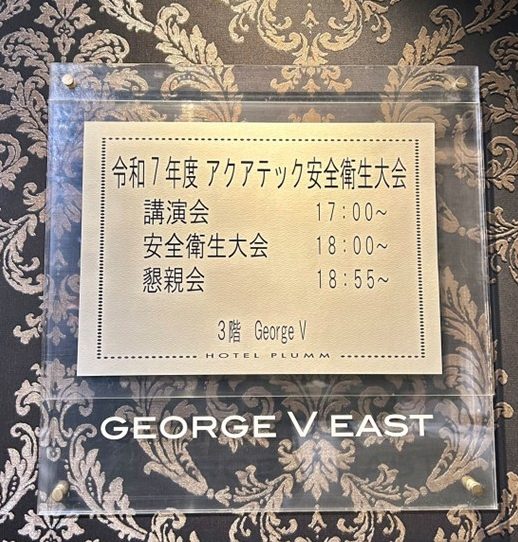 令和7年度 アクアテック安全衛生大会
講演会 17:00~
安全衛生大会 18:00~
懇親会 18:55~
3階 George V
HOTEL PLUMM
GEORGE V EAST